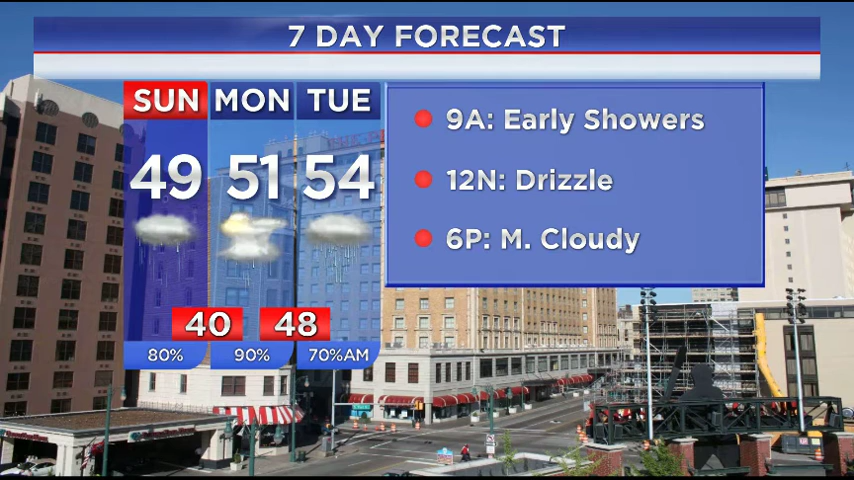 7 DAY FORECAST
SUN MON TUE
49 51 54
40 48
80% 90% 70%AM
9A: Early Showers
12N: Drizzle
6P: M. Cloudy